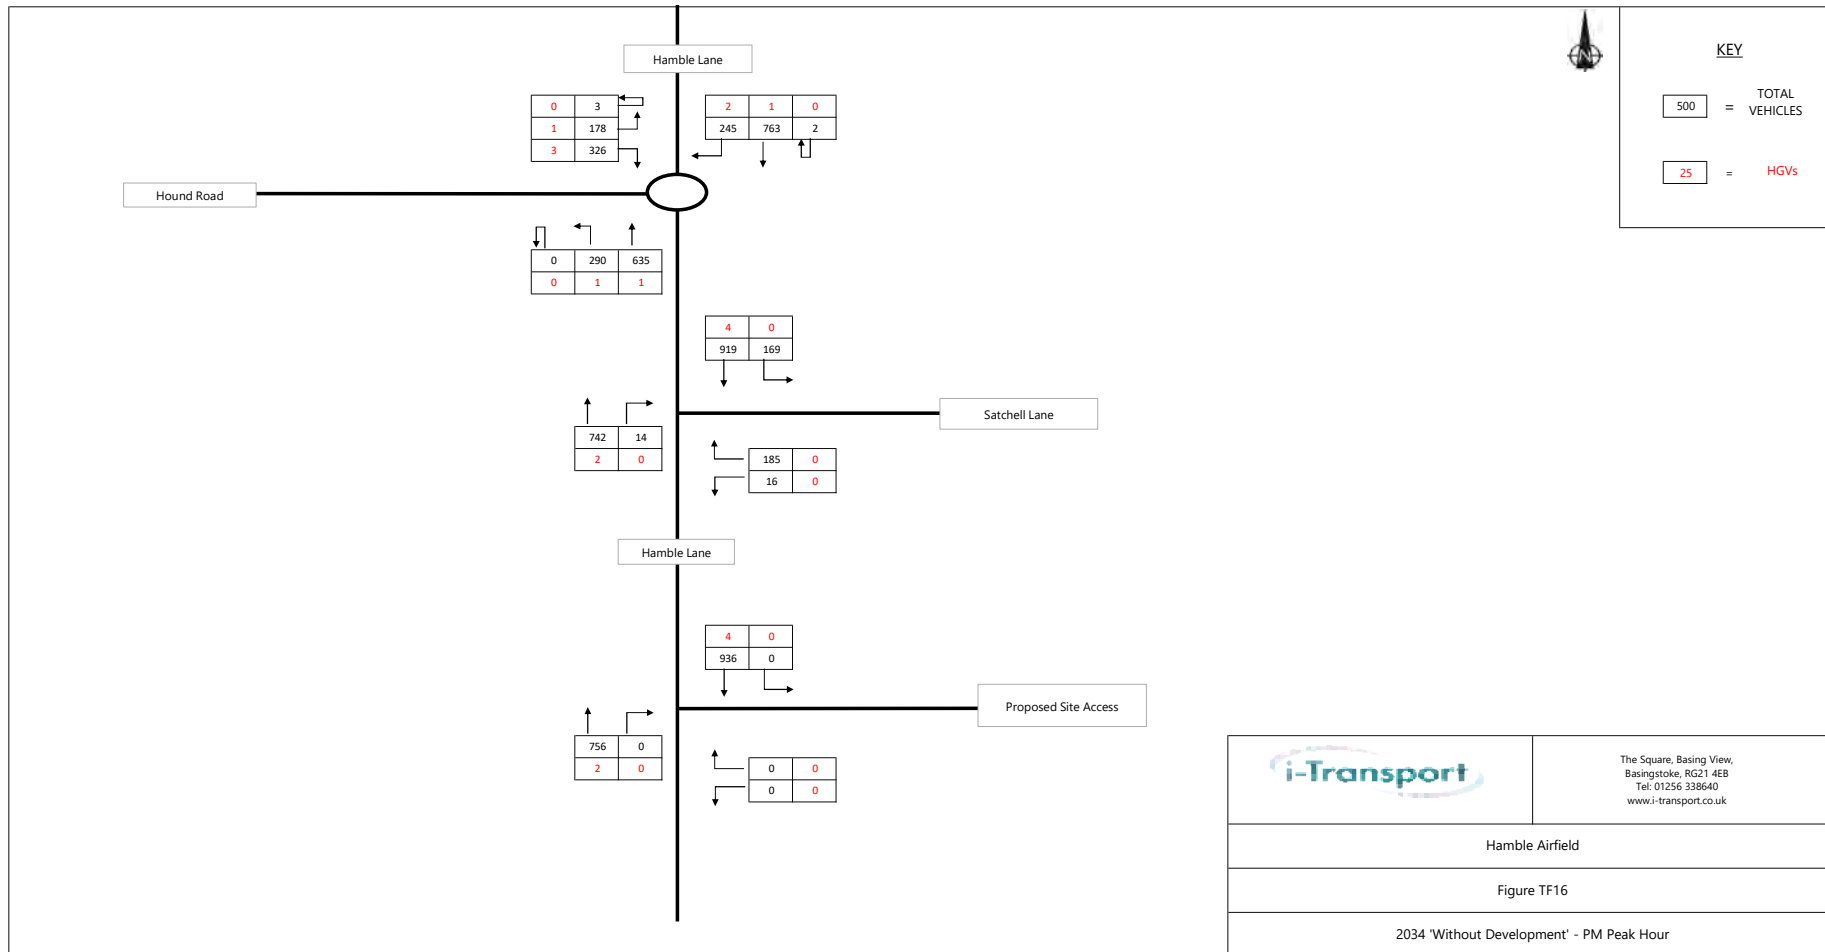 Hamble Lane
KEY
500 = TOTAL VEHICLES
25 = HGVs
0 3
1 178
3 326
2 1 0
245 763 2
Hound Road
0 290 635
0 1 1
4 0
919 169
Satchell Lane
742 14
2 0
185 0
16 0
Hamble Lane
4 0
936 0
Proposed Site Access
756 0
2 0
0 0
0 0
i-Transport
The Square, Basing View,
Basingstoke, RG21 4EB
Tel: 01256 338640
www.i-transport.co.uk
Hamble Airfield
Figure TF16
2034 'Without Development' - PM Peak Hour